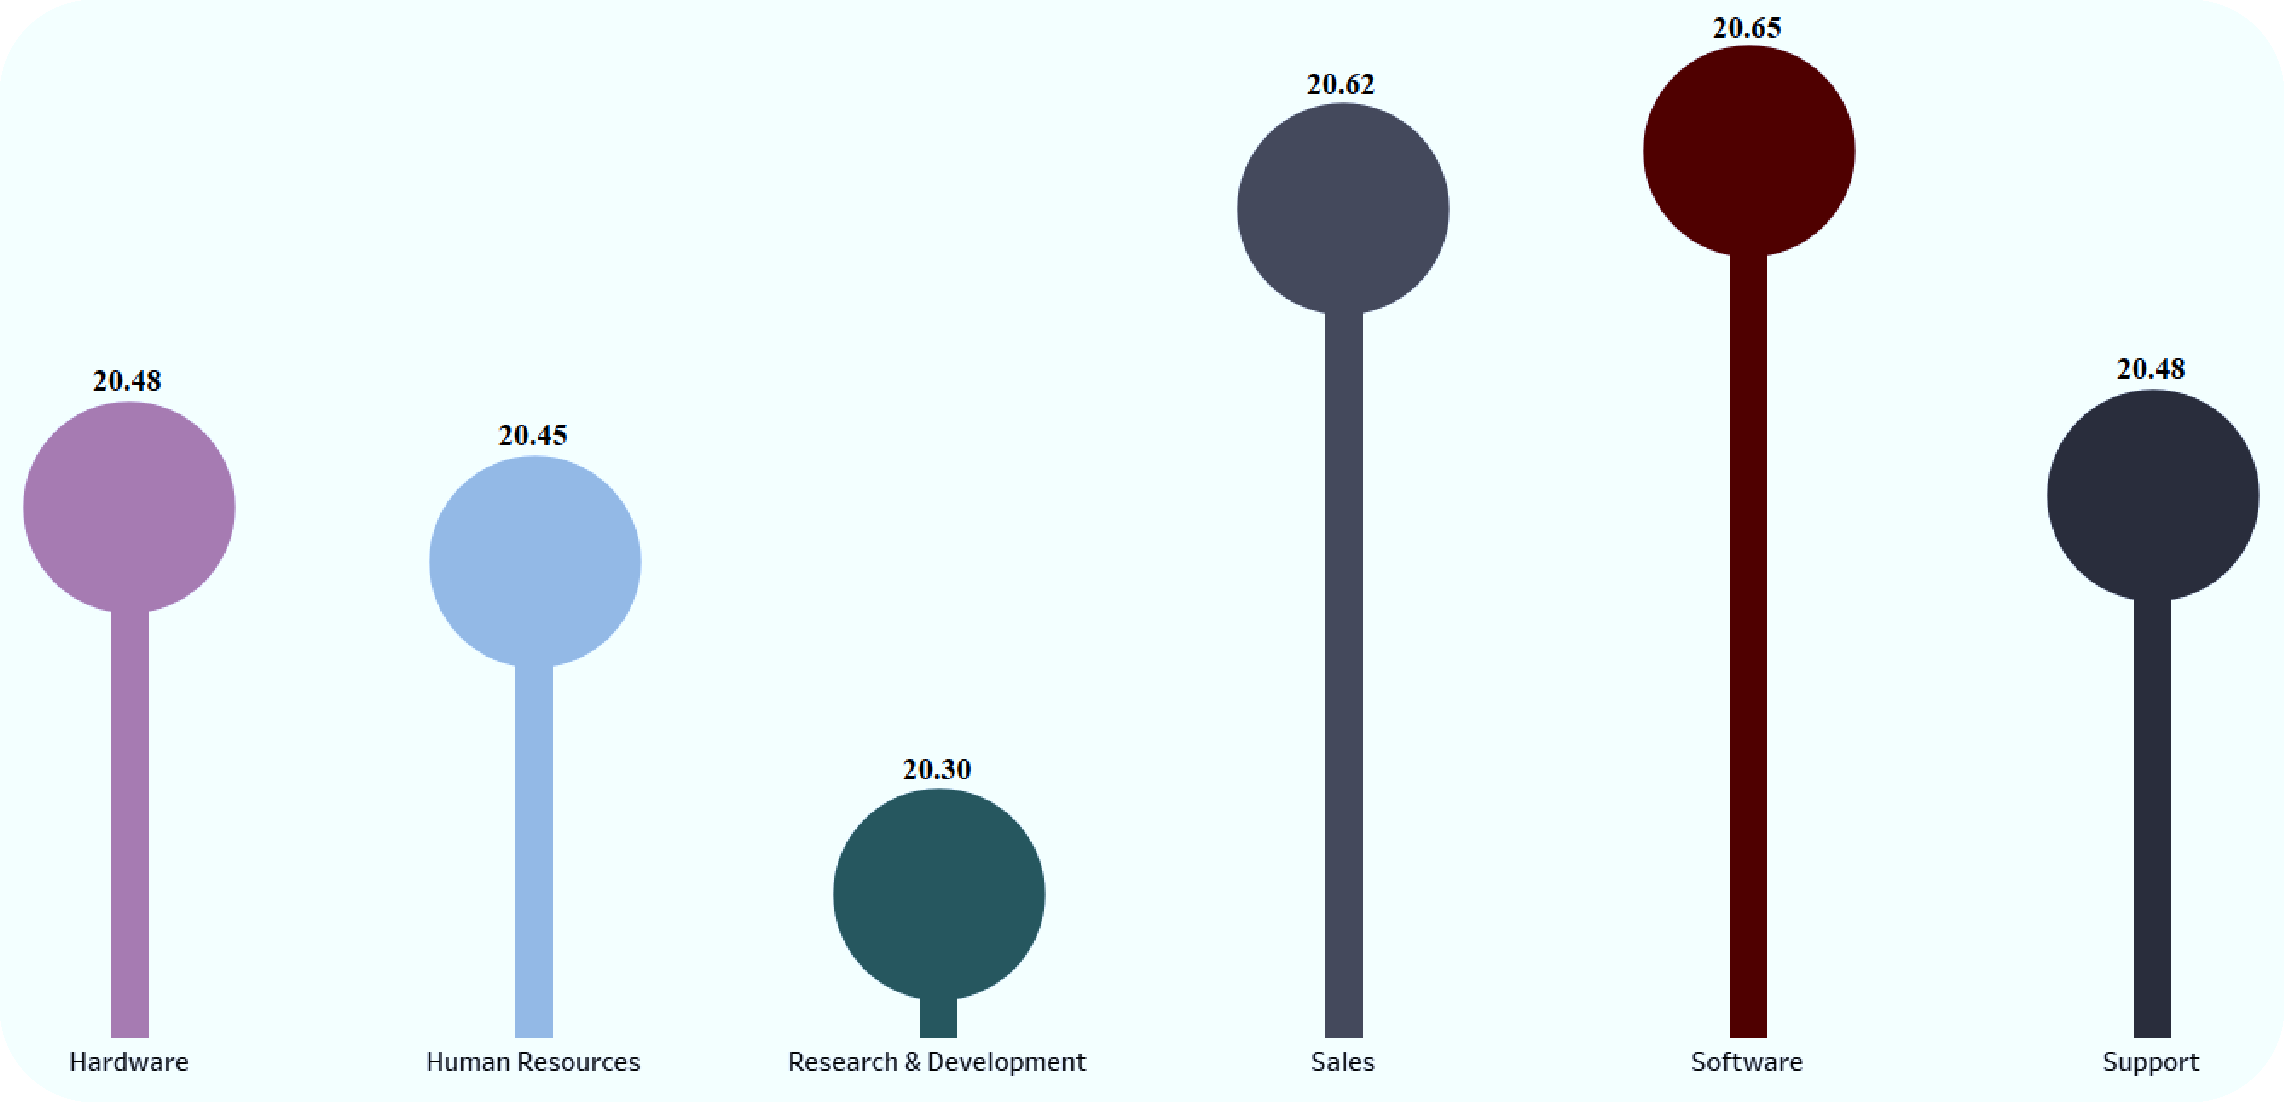 20.65
20.62
20.48
20.48
20.45
20.30
Hardware
Human Resources
Research & Development
Sales
Software
Support